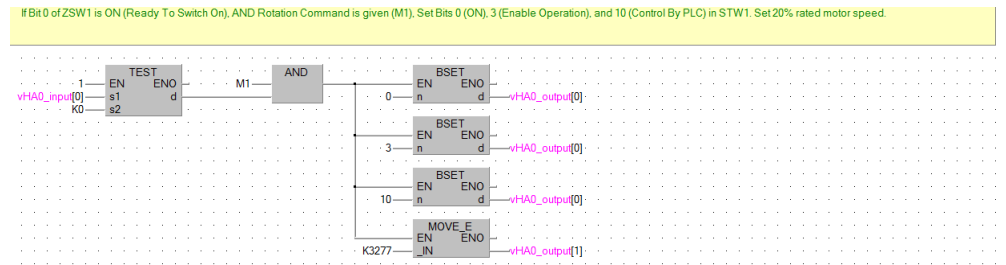 If Bit 0 of ZSW1 is ON (Ready To Switch On), AND Rotation Command is given (M1), Set Bits 0 (ON), 3 (Enable Operation), and 10 (Control By PLC) in STW1. Set 20% rated motor speed.
TEST AND BSET
1 EN ENO M1 EN ENO
vHA0_input[0] s1 d 0 n d vHA0_output[0]
K0 s2
BSET
EN ENO
3 n d vHA0_output[0]
BSET
EN ENO
10 n d vHA0_output[0]
MOVE_E
EN ENO
K3277 _IN vHA0_output[1]